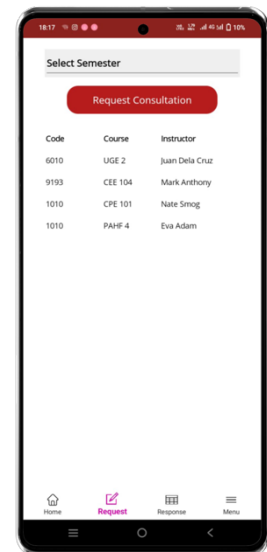 18:17 4G 10%
Select Semester
Request Consultation
Code Course Instructor
6010 UGE 2 Juan Dela Cruz
9193 CEE 104 Mark Anthony
1010 CPE 101 Nate Smog
1010 PAHF 4 Eva Adam
Home Request Response Menu